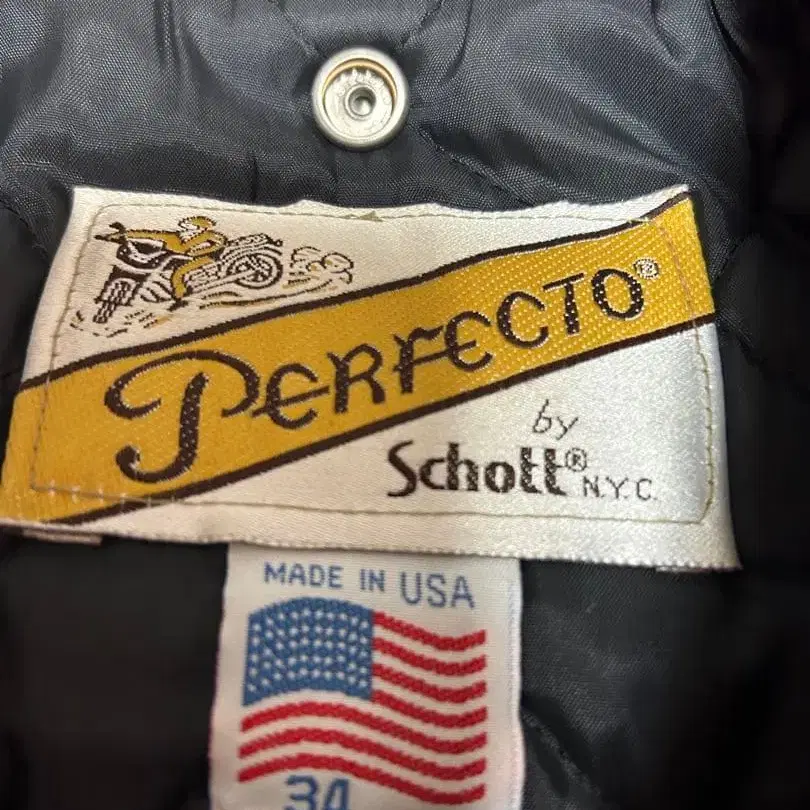 PERFECTO®
by
Schott® N.Y.C.
MADE IN USA
34